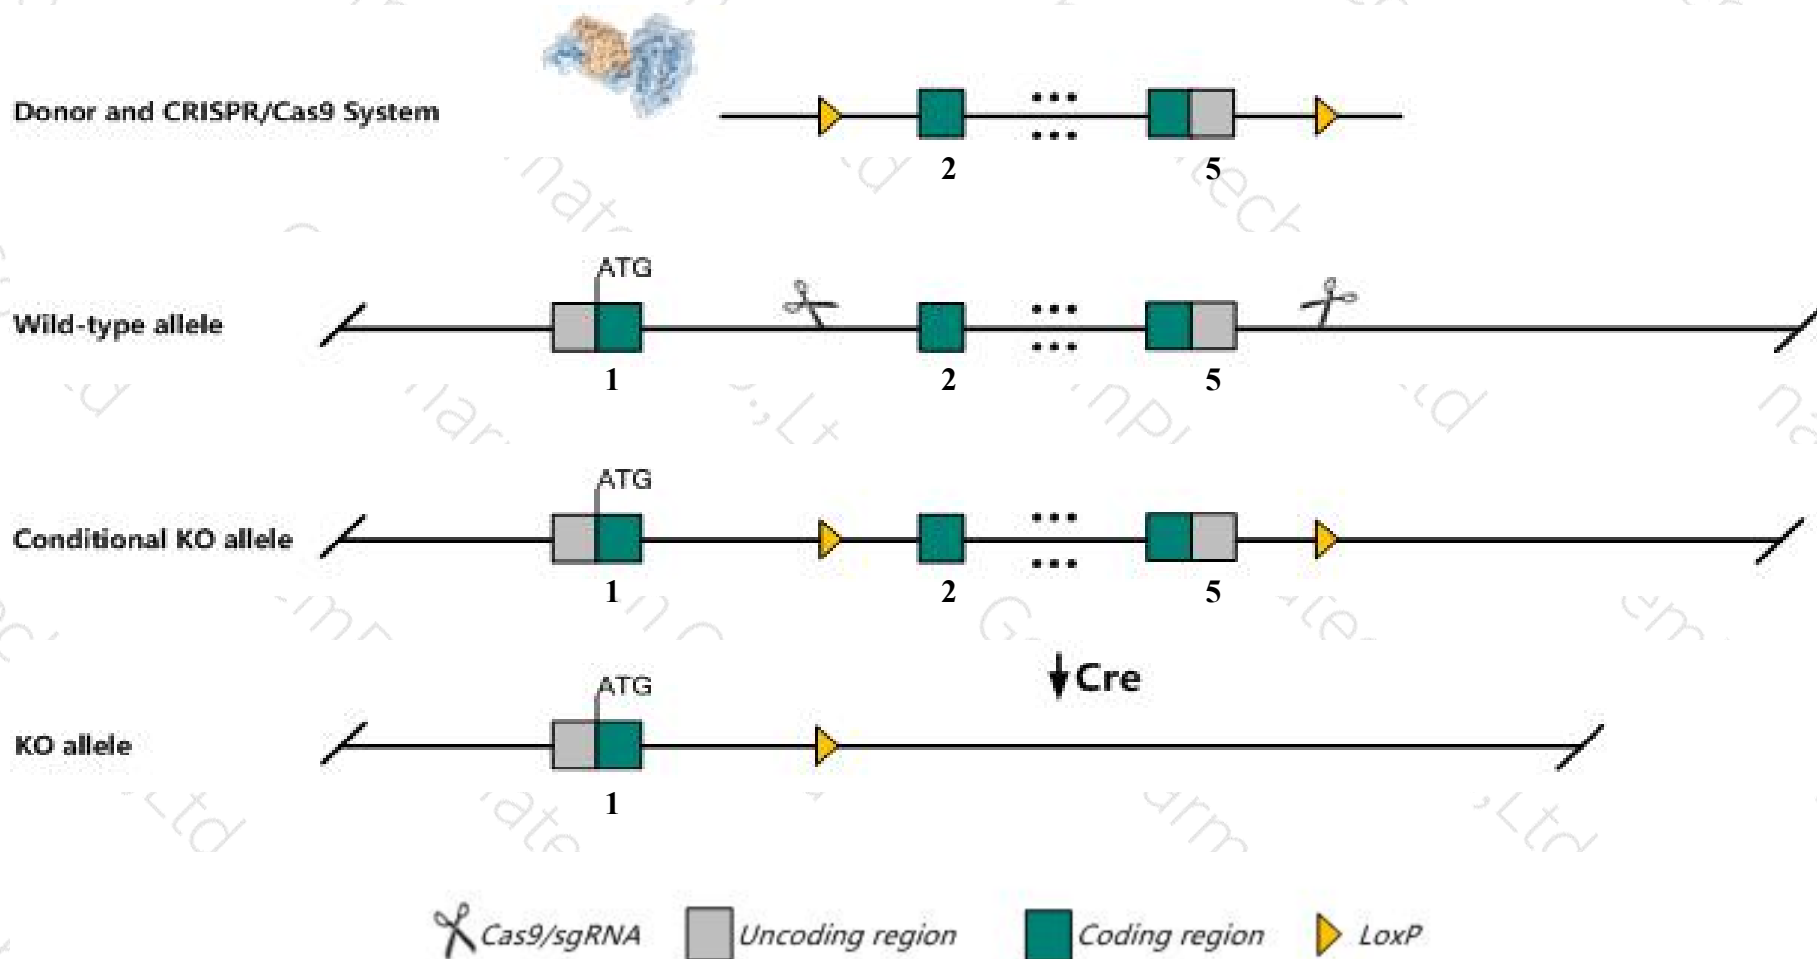 Donor and CRISPR/Cas9 System
2 5
ATG
Wild-type allele
1 2 5
ATG
Conditional KO allele
1 2 5
Cre
ATG
KO allele
1
Cas9/sgRNA Uncoding region Coding region LoxP